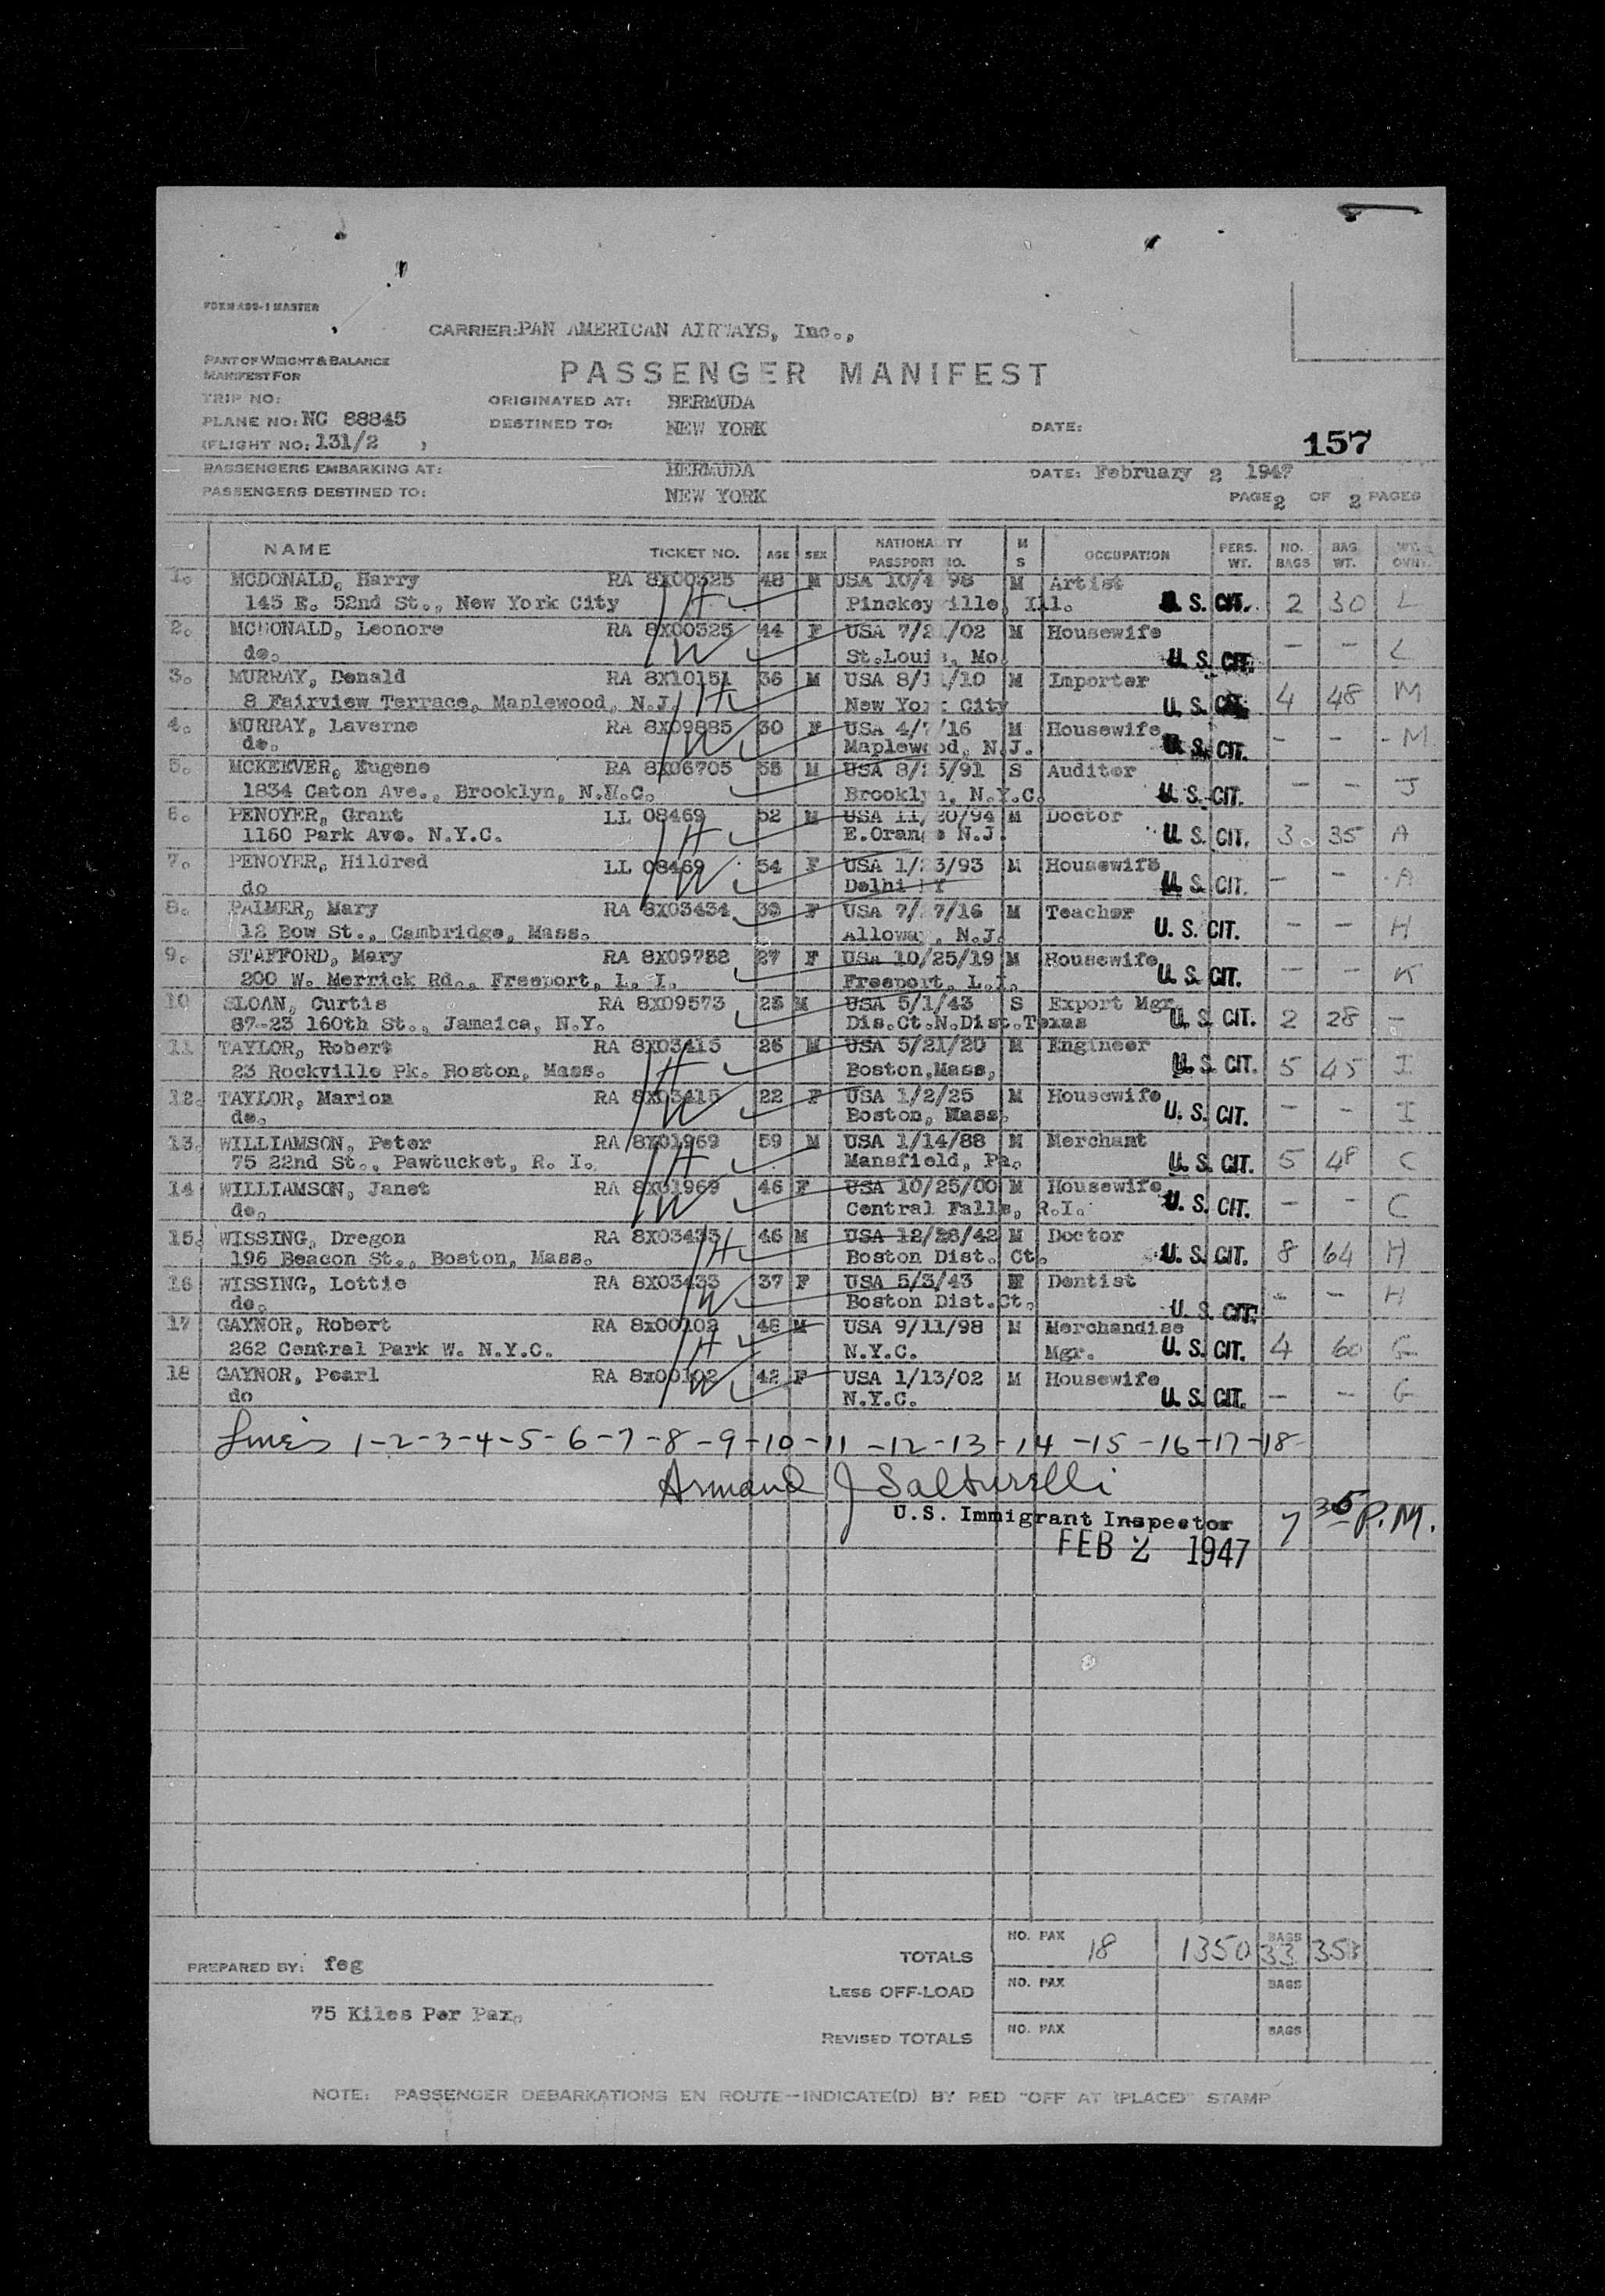 FORM ASS-1 MASTER
CARRIER: PAN AMERICAN AIRWAYS, Inc.,
PART OF WEIGHT & BALANCE
MANIFEST FOR
PASSENGER MANIFEST
TRIP NO:
ORIGINATED AT: BERMUDA
PLANE NO: NC 88845
DESTINED TO: NEW YORK
DATE:
157
(FLIGHT NO: 131/2 )
PASSENGERS EMBARKING AT: BERMUDA
DATE: February 2 1947
PASSENGERS DESTINED TO: NEW YORK
PAGE 2 OF 2 PAGES
NAME TICKET NO. AGE SEX NATIONALITY PASSPORT NO. M S OCCUPATION PERS. WT. NO. BAGS BAG WT.
1. MCDONALD, Harry RA 8X00325 48 M USA 10/4 98 M Artist
145 E. 52nd St., New York City H Pinckey ille, Ill. U.S. CIT. 2 30 L
2. MCDONALD, Leonore RA 8X00325 44 F USA 7/2 /02 M Housewife
do. W St.Loui s, Mo. U.S. CIT. - - L
3. MURRAY, Donald RA 8X10151 36 M USA 8/1 /10 M Importer
8 Fairview Terrace, Maplewood, N.J. H New Yor City U.S. CIT. 4 48 M
4. MURRAY, Laverne RA 8X09885 30 F USA 4/7/16 M Housewife
do. W Maplewood, N.J. U.S. CIT. - - - M
5. MCKEEVER, Eugene RA 8X06705 55 M USA 8/ 5/91 S Auditor
1834 Caton Ave., Brooklyn, N.Y.C. Brooklyn, N.Y.C. U.S. CIT. - - J
6. PENOYER, Grant LL 08469 52 M USA 11/20/94 M Doctor
1160 Park Ave. N.Y.C. H E.Orange N.J. U.S. CIT. 3 35 A
7. PENOYER, Hildred LL 08469 54 F USA 1/ 3/93 M Housewife
do W Delhi Y U.S. CIT. - - - A
8. PALMER, Mary RA 8X03434 30 F USA 7/ 7/16 M Teacher
12 Bow St., Cambridge, Mass. Alloway, N.J. U.S. CIT. - - H
9. STAFFORD, Mary RA 8X09758 27 F USA 10/25/19 M Housewife
200 W. Merrick Rd., Freeport, L. I. Freeport, L.I. U.S. CIT. - - K
10 SLOAN, Curtis RA 8X09573 23 M USA 5/1/43 S Export Mgr.
87-23 160th St., Jamaica, N.Y. Dis.Ct.N.Dist.Texas U.S. CIT. 2 28 -
11 TAYLOR, Robert RA 8X03415 26 M USA 5/21/20 M Engineer
23 Rockville Pk. Boston, Mass. H Boston,Mass, U.S. CIT. 5 45 I
12. TAYLOR, Marion RA 8X03415 22 F USA 1/2/25 M Housewife
do. W Boston, Mass. U.S. CIT. - - I
13. WILLIAMSON, Peter RA 8X01969 59 M USA 1/14/88 M Merchant
75 22nd St., Pawtucket, R. I. H Mansfield, Pa. U.S. CIT. 5 48 C
14 WILLIAMSON, Janet RA 8X01969 46 F USA 10/25/00 M Housewife
do. W Central Falls, R.I. U.S. CIT. - - C
15. WISSING, Dregon RA 8X03433 46 M USA 12/28/42 M Doctor
196 Beacon St., Boston, Mass. H Boston Dist. Ct. U.S. CIT. 8 64 H
16 WISSING, Lottie RA 8X03433 37 F USA 5/3/43 M Dentist
do. W Boston Dist.Ct. U.S. CIT. - - H
17 GAYNOR, Robert RA 8x00102 48 M USA 9/11/98 M Merchandise
262 Central Park W. N.Y.C. H N.Y.C. Mgr. U.S. CIT. 4 60 G
18 GAYNOR, Pearl RA 8x00102 42 F USA 1/13/02 M Housewife
do W N.Y.C. U.S. CIT. - - G
Lines 1-2-3-4-5-6-7-8-9-10-11-12-13-14-15-16-17-18
Armand J
U.S. Immigrant Inspector
7 35 P.M.
FEB 2 1947
TOTALS NO. PAX 18 1350 BAGS 33 358
PREPARED BY: feg
LESS OFF-LOAD NO. PAX BAGS
75 Kilos Per Pax.
REVISED TOTALS NO. PAX BAGS
NOTE: PASSENGER DEBARKATIONS EN ROUTE--INDICATE(D) BY RED "OFF AT (PLACE)" STAMP